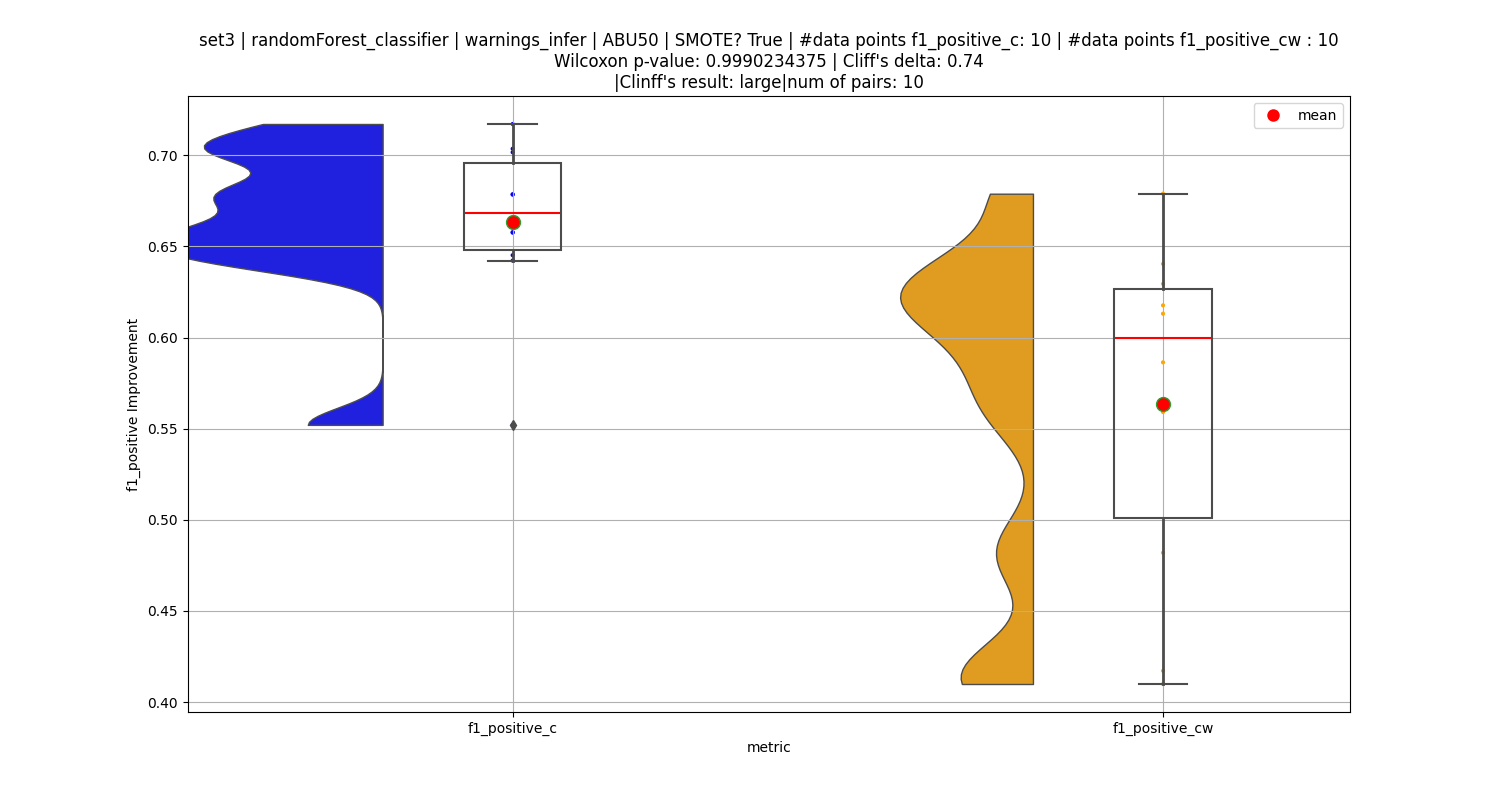 set3 | randomForest_classifier | warnings_infer | ABU50 | SMOTE? True | #data points f1_positive_c: 10 | #data points f1_positive_cw : 10
Wilcoxon p-value: 0.9990234375 | Cliff's delta: 0.74
|Clinff's result: large|num of pairs: 10
mean
0.70
0.65
0.60
0.55
0.50
0.45
0.40
f1_positive Improvement
f1_positive_c
f1_positive_cw
metric